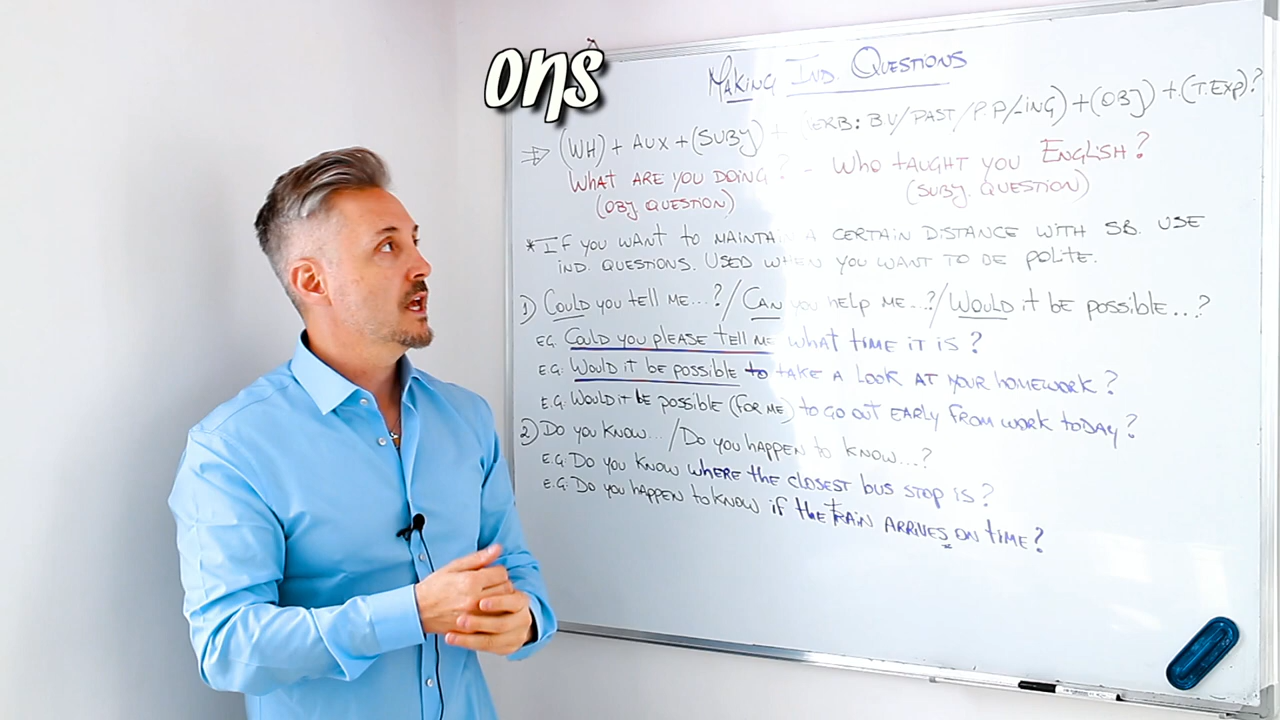 ons
Making Ind. Questions
(WH) + AUX + (SUBJ) + (VERB: B.V/PAST/P.P/-ING) + (OBJ) + (T.EXP)?
What are you doing? - Who taught you English?
(OBJ QUESTION) (SUBJ. QUESTION)
*If you want to maintain a certain distance with SB. use
IND. QUESTIONS. Used when you want to be polite.
1) Could you tell me...?/Can you help me...?/Would it be possible...?
EG. Could you please tell me what time it is?
E.G: Would it be possible to take a look at your homework?
E.G: Would it be possible (for me) to go out early from work today?
2) Do you know.../Do you happen to know...?
E.G: Do you know where the closest bus stop is?
E.G: Do you happen to know if the train arrives on time?